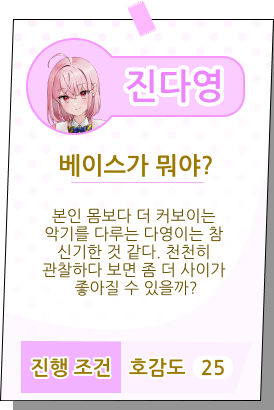 진다영
베이스가 뭐야?
본인 몸보다 더 커보이는
악기를 다루는 다영이는 참
신기한 것 같다. 천천히
관찰하다 보면 좀 더 사이가
좋아질 수 있을까?
진행 조건 호감도 25